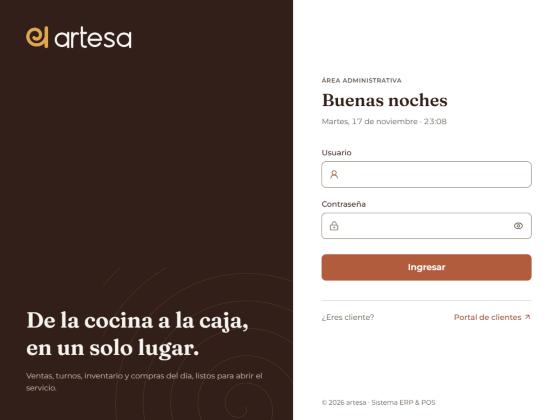 artesa
De la cocina a la caja,
en un solo lugar.
Ventas, turnos, inventario y compras del día, listos para abrir el
servicio.
ÁREA ADMINISTRATIVA
Buenas noches
Martes, 17 de noviembre · 23:08
Usuario
Contraseña
Ingresar
¿Eres cliente?
Portal de clientes ↗
© 2026 artesa · Sistema ERP & POS